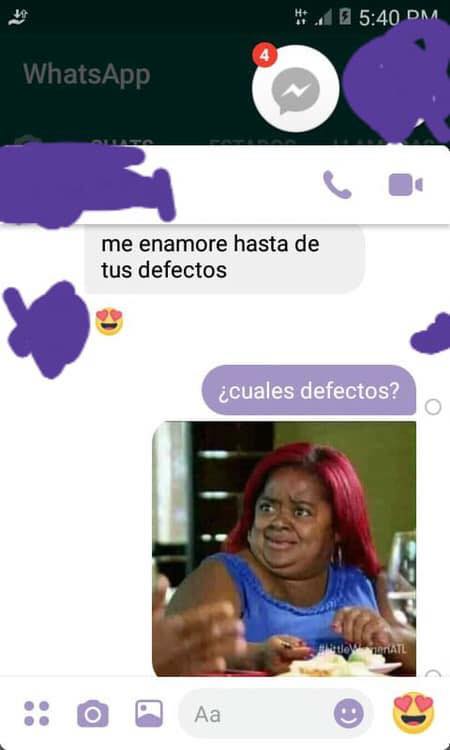 H+
5:40 PM
WhatsApp
4
CHATS ESTADOS LLAMADAS
me enamore hasta de
tus defectos
¿cuales defectos?
#LittleWomenATL
Aa